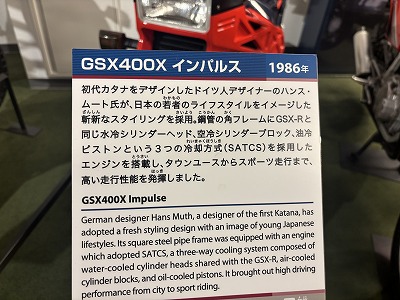 GSX400X インパルス 1986年
初代カタナをデザインしたドイツ人デザイナーのハンス・
ムート氏が、日本の若者のライフスタイルをイメージした
斬新なスタイリングを採用。鋼管の角フレームにGSX-Rと
同じ水冷シリンダーヘッド、空冷シリンダーブロック、油冷
ピストンという3つの冷却方式(SATCS)を採用した
エンジンを搭載し、タウンユースからスポーツ走行まで、
高い走行性能を発揮しました。
GSX400X Impulse
German designer Hans Muth, a designer of the first Katana, has
adopted a fresh styling design with an image of young Japanese
lifestyles. Its square steel pipe frame was equipped with an engine
which adopted SATCS, a three-way cooling system composed of
water-cooled cylinder heads shared with the GSX-R, air-cooled
cylinder blocks, and oil-cooled pistons. It brought out high driving
performance from city to sport riding.